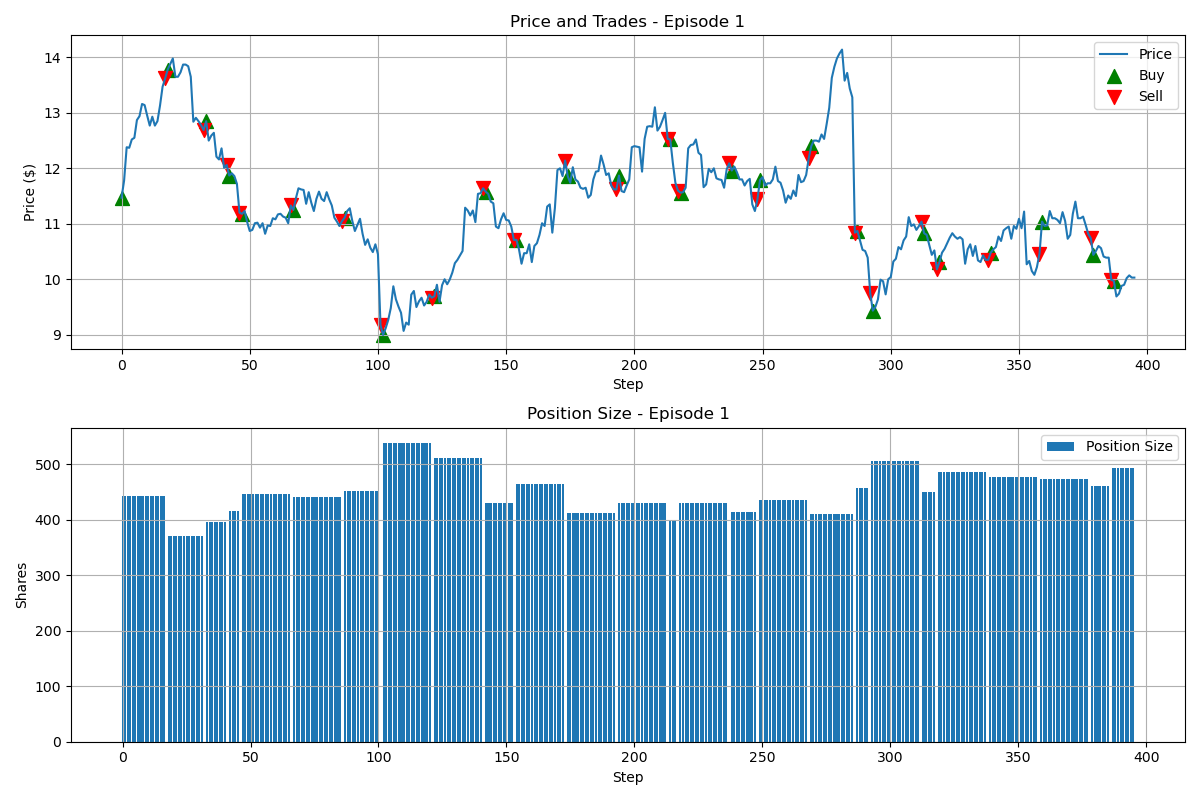 Price and Trades - Episode 1
Price ($)
14
13
12
11
10
9
Price
Buy
Sell
0 50 100 150 200 250 300 350 400
Step
Position Size - Episode 1
Shares
500
400
300
200
100
0
Position Size
0 50 100 150 200 250 300 350 400
Step